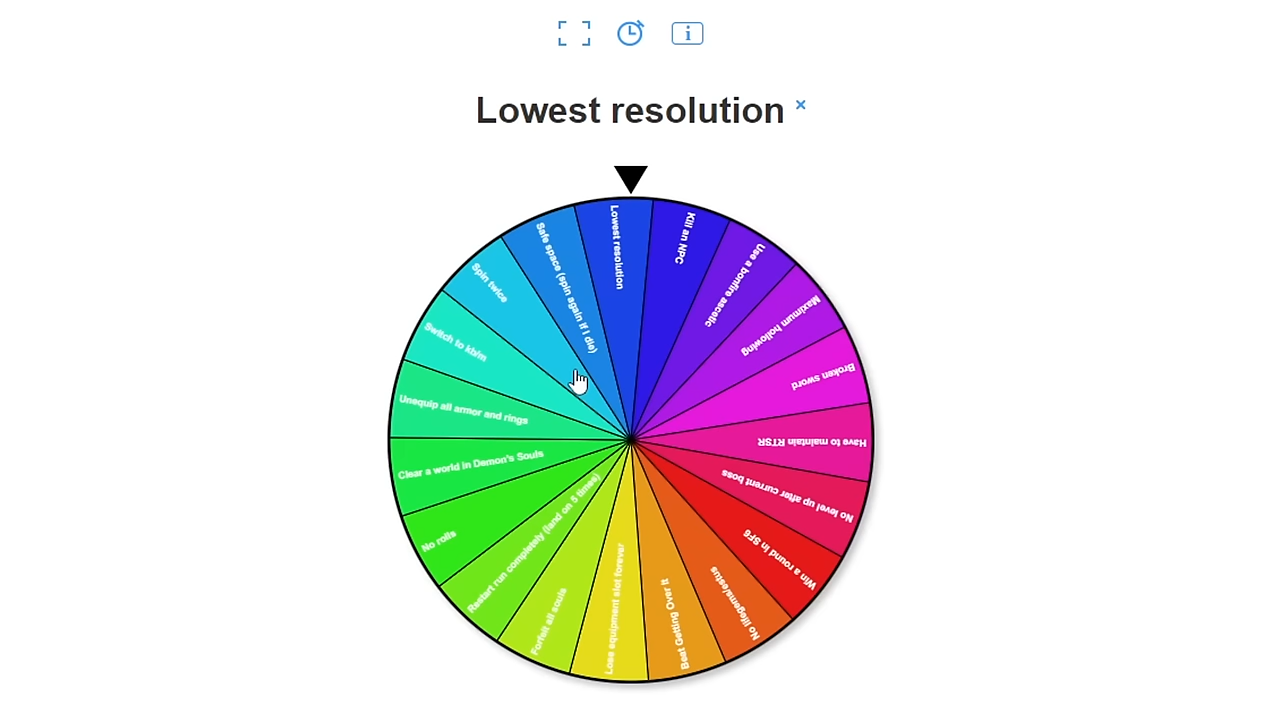 Lowest resolution ×
Lowest resolution
Kill an NPC
Use a bonfire ascetic
Maximum hollowing
Broken sword
Have to maintain RTSR
No level up after current boss
Win a round in SF6
No lifegems/estus
Beat Getting Over It
Lose equipment slot forever
Forfeit all souls
Restart run completely (land on 5 times)
No rolls
Clear a world in Demon's Souls
Unequip all armor and rings
Switch to kb/m
Spin twice
Safe space (spin again if I die)